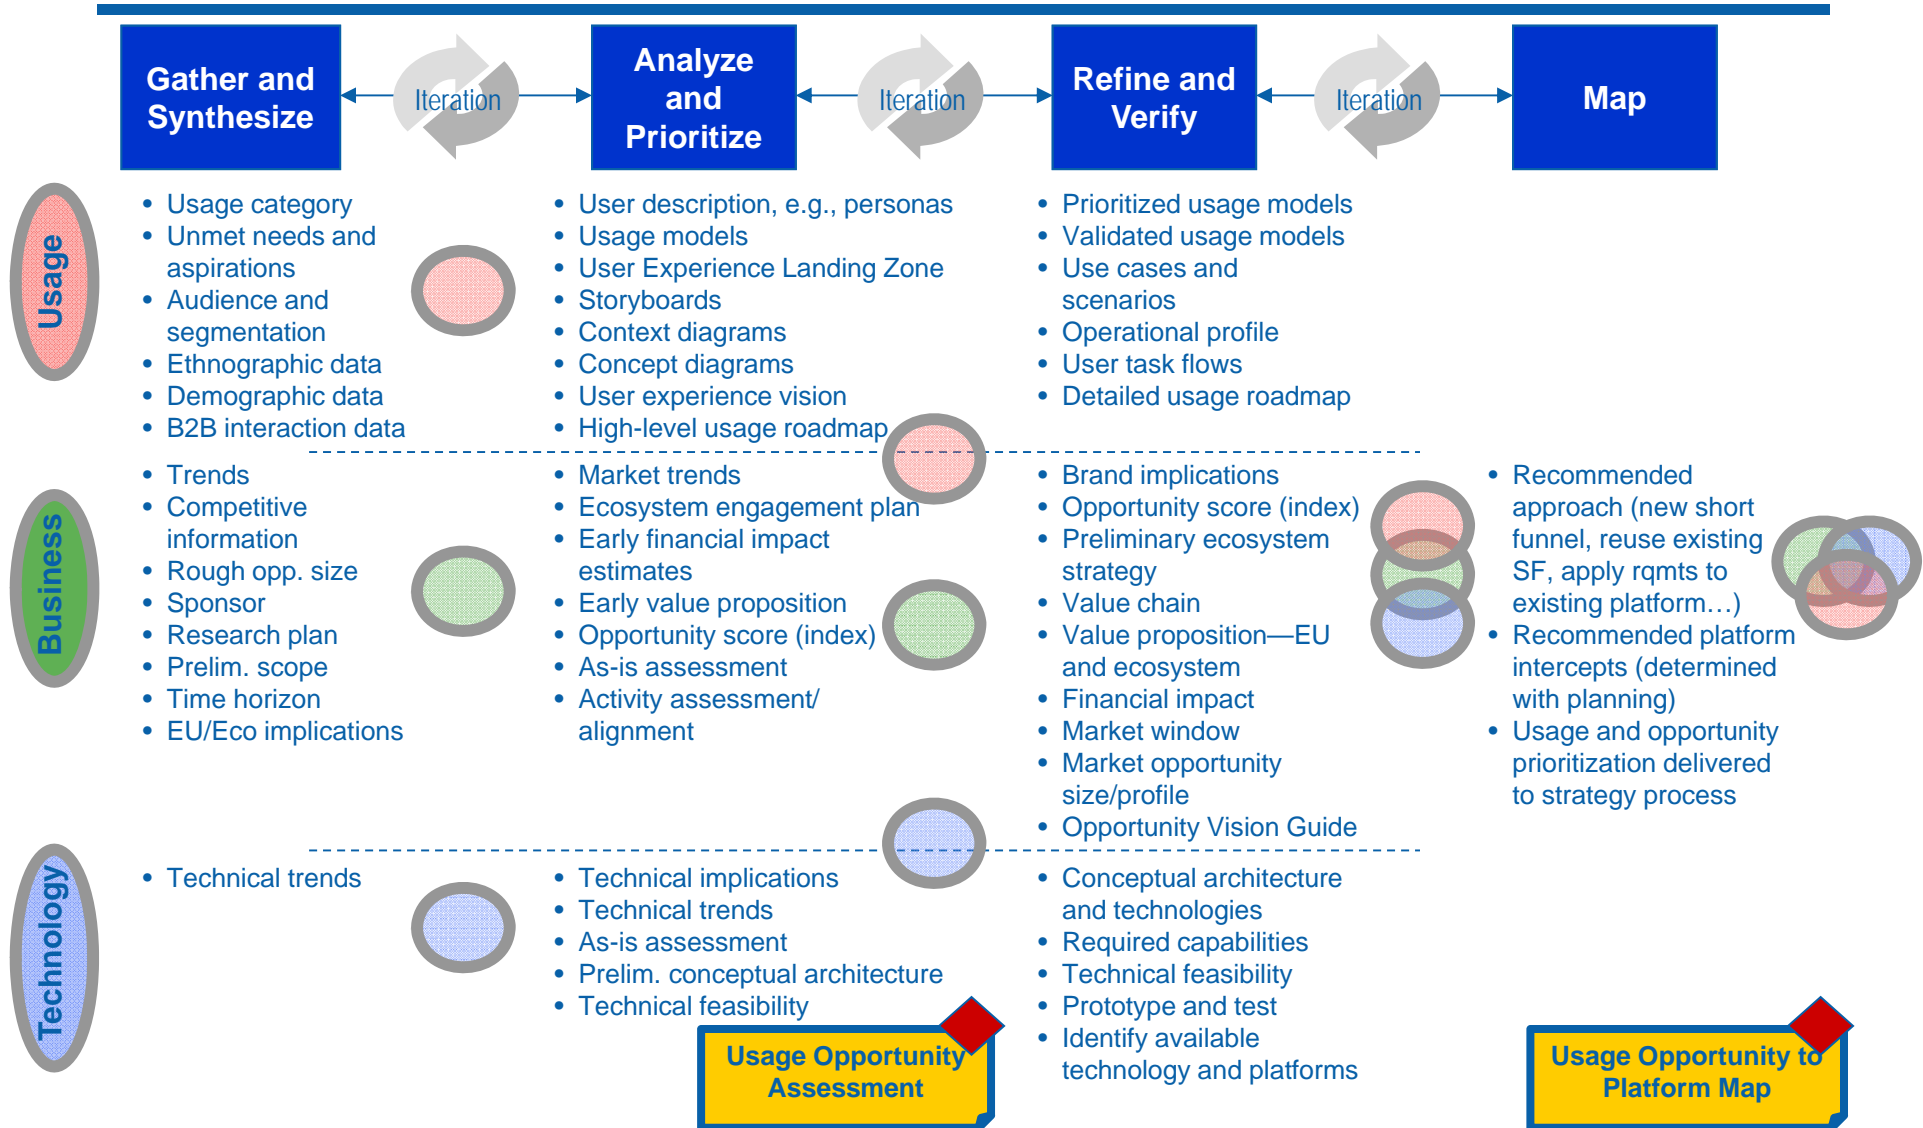 Gather and
Synthesize
Iteration
Analyze
and
Prioritize
Iteration
Refine and
Verify
Iteration
Map
Usage
• Usage category
• Unmet needs and
aspirations
• Audience and
segmentation
• Ethnographic data
• Demographic data
• B2B interaction data
• User description, e.g., personas
• Usage models
• User Experience Landing Zone
• Storyboards
• Context diagrams
• Concept diagrams
• User experience vision
• High-level usage roadmap
• Prioritized usage models
• Validated usage models
• Use cases and
scenarios
• Operational profile
• User task flows
• Detailed usage roadmap
Business
• Trends
• Competitive
information
• Rough opp. size
• Sponsor
• Research plan
• Prelim. scope
• Time horizon
• EU/Eco implications
• Market trends
• Ecosystem engagement plan
• Early financial impact
estimates
• Early value proposition
• Opportunity score (index)
• As-is assessment
• Activity assessment/
alignment
• Brand implications
• Opportunity score (index)
• Preliminary ecosystem
strategy
• Value chain
• Value proposition—EU
and ecosystem
• Financial impact
• Market window
• Market opportunity
size/profile
• Opportunity Vision Guide
• Recommended
approach (new short
funnel, reuse existing
SF, apply rqmts to
existing platform…)
• Recommended platform
intercepts (determined
with planning)
• Usage and opportunity
prioritization delivered
to strategy process
Technology
• Technical trends
• Technical implications
• Technical trends
• As-is assessment
• Prelim. conceptual architecture
• Technical feasibility
• Conceptual architecture
and technologies
• Required capabilities
• Technical feasibility
• Prototype and test
• Identify available
technology and platforms
Usage Opportunity
Assessment
Usage Opportunity to
Platform Map